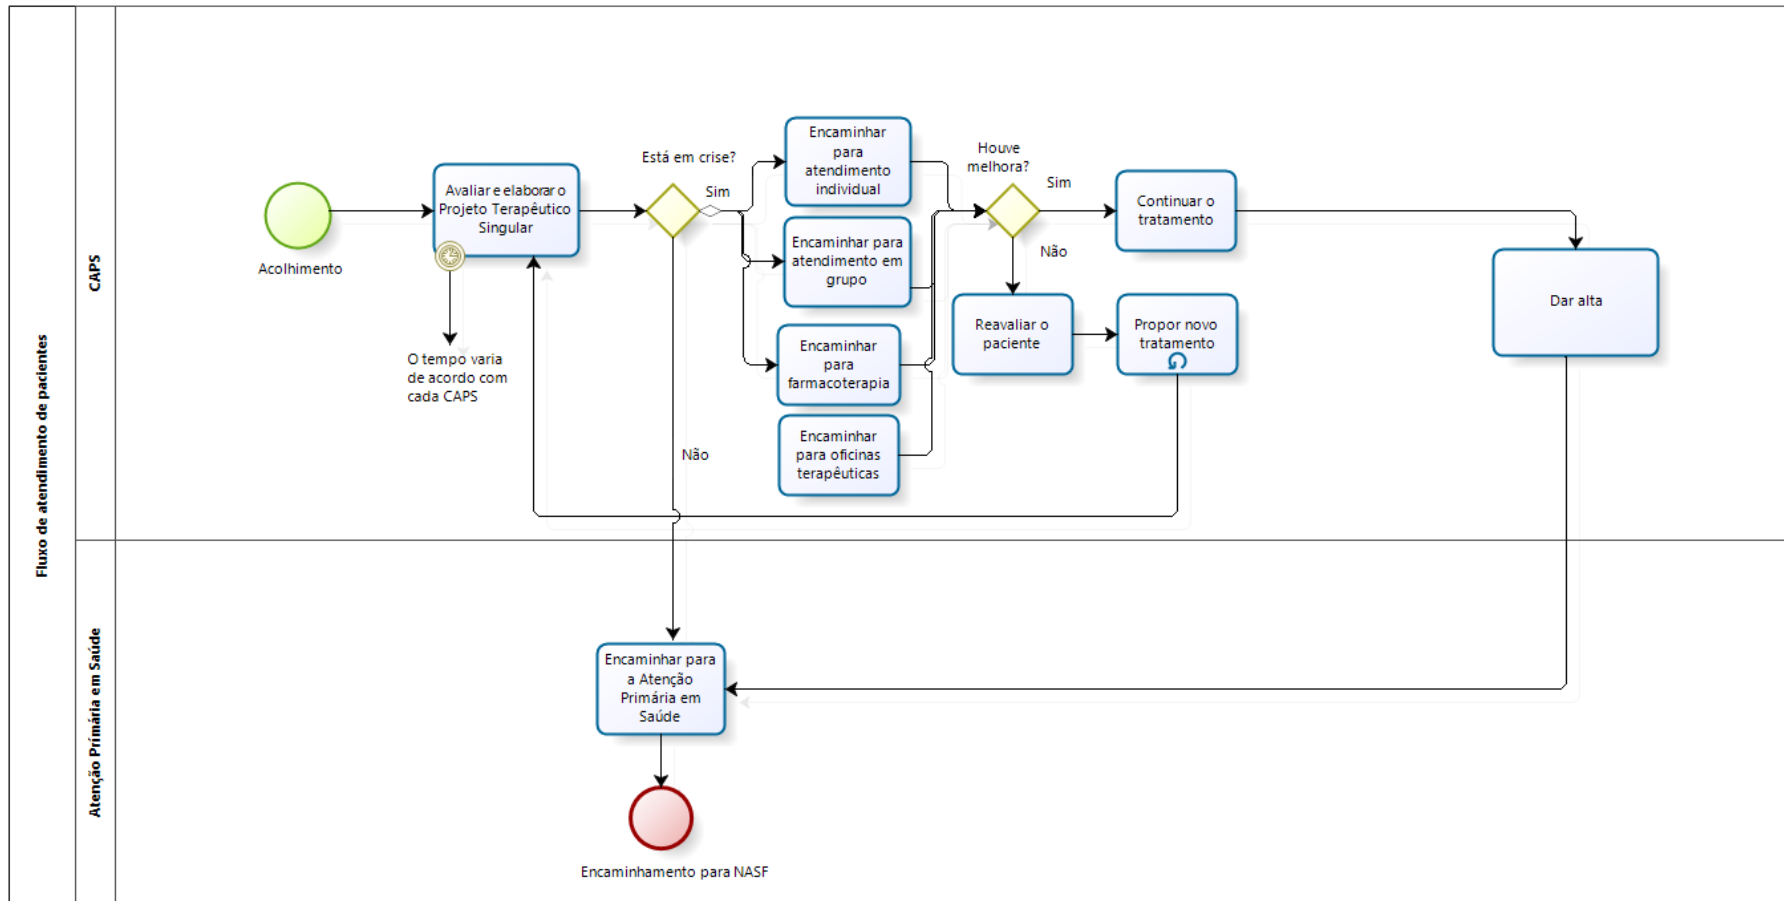 Fluxo de atendimento de pacientes
CAPS
Acolhimento
Avaliar e elaborar o
Projeto Terapêutico
Singular
O tempo varia
de acordo com
cada CAPS
Está em crise?
Sim
Não
Encaminhar
para
atendimento
individual
Encaminhar para
atendimento em
grupo
Encaminhar
para
farmacoterapia
Encaminhar
para oficinas
terapêuticas
Houve
melhora?
Sim
Não
Continuar o
tratamento
Reavaliar o
paciente
Propor novo
tratamento
Dar alta
Atenção Prímária em Saúde
Encaminhar para
a Atenção
Primária em
Saúde
Encaminhamento para NASF